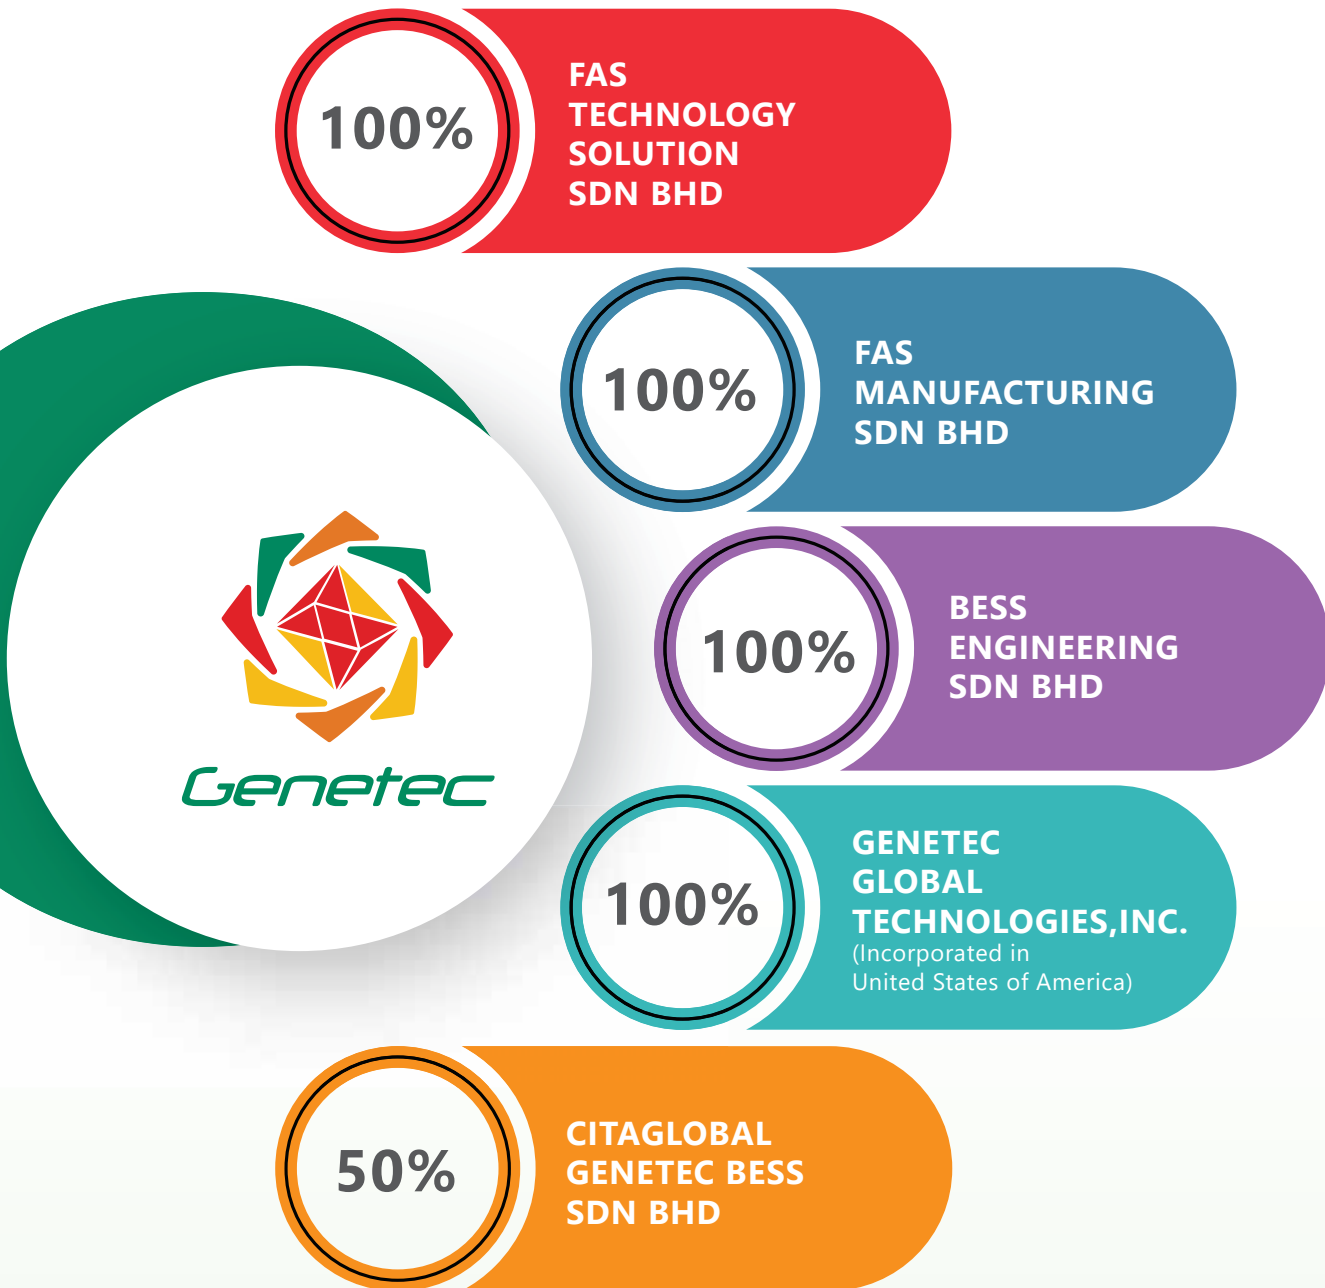 100%
FAS
TECHNOLOGY
SOLUTION
SDN BHD
100%
FAS
MANUFACTURING
SDN BHD
Genetec
100%
BESS
ENGINEERING
SDN BHD
100%
GENETEC
GLOBAL
TECHNOLOGIES,INC.
(Incorporated in
United States of America)
50%
CITAGLOBAL
GENETEC BESS
SDN BHD